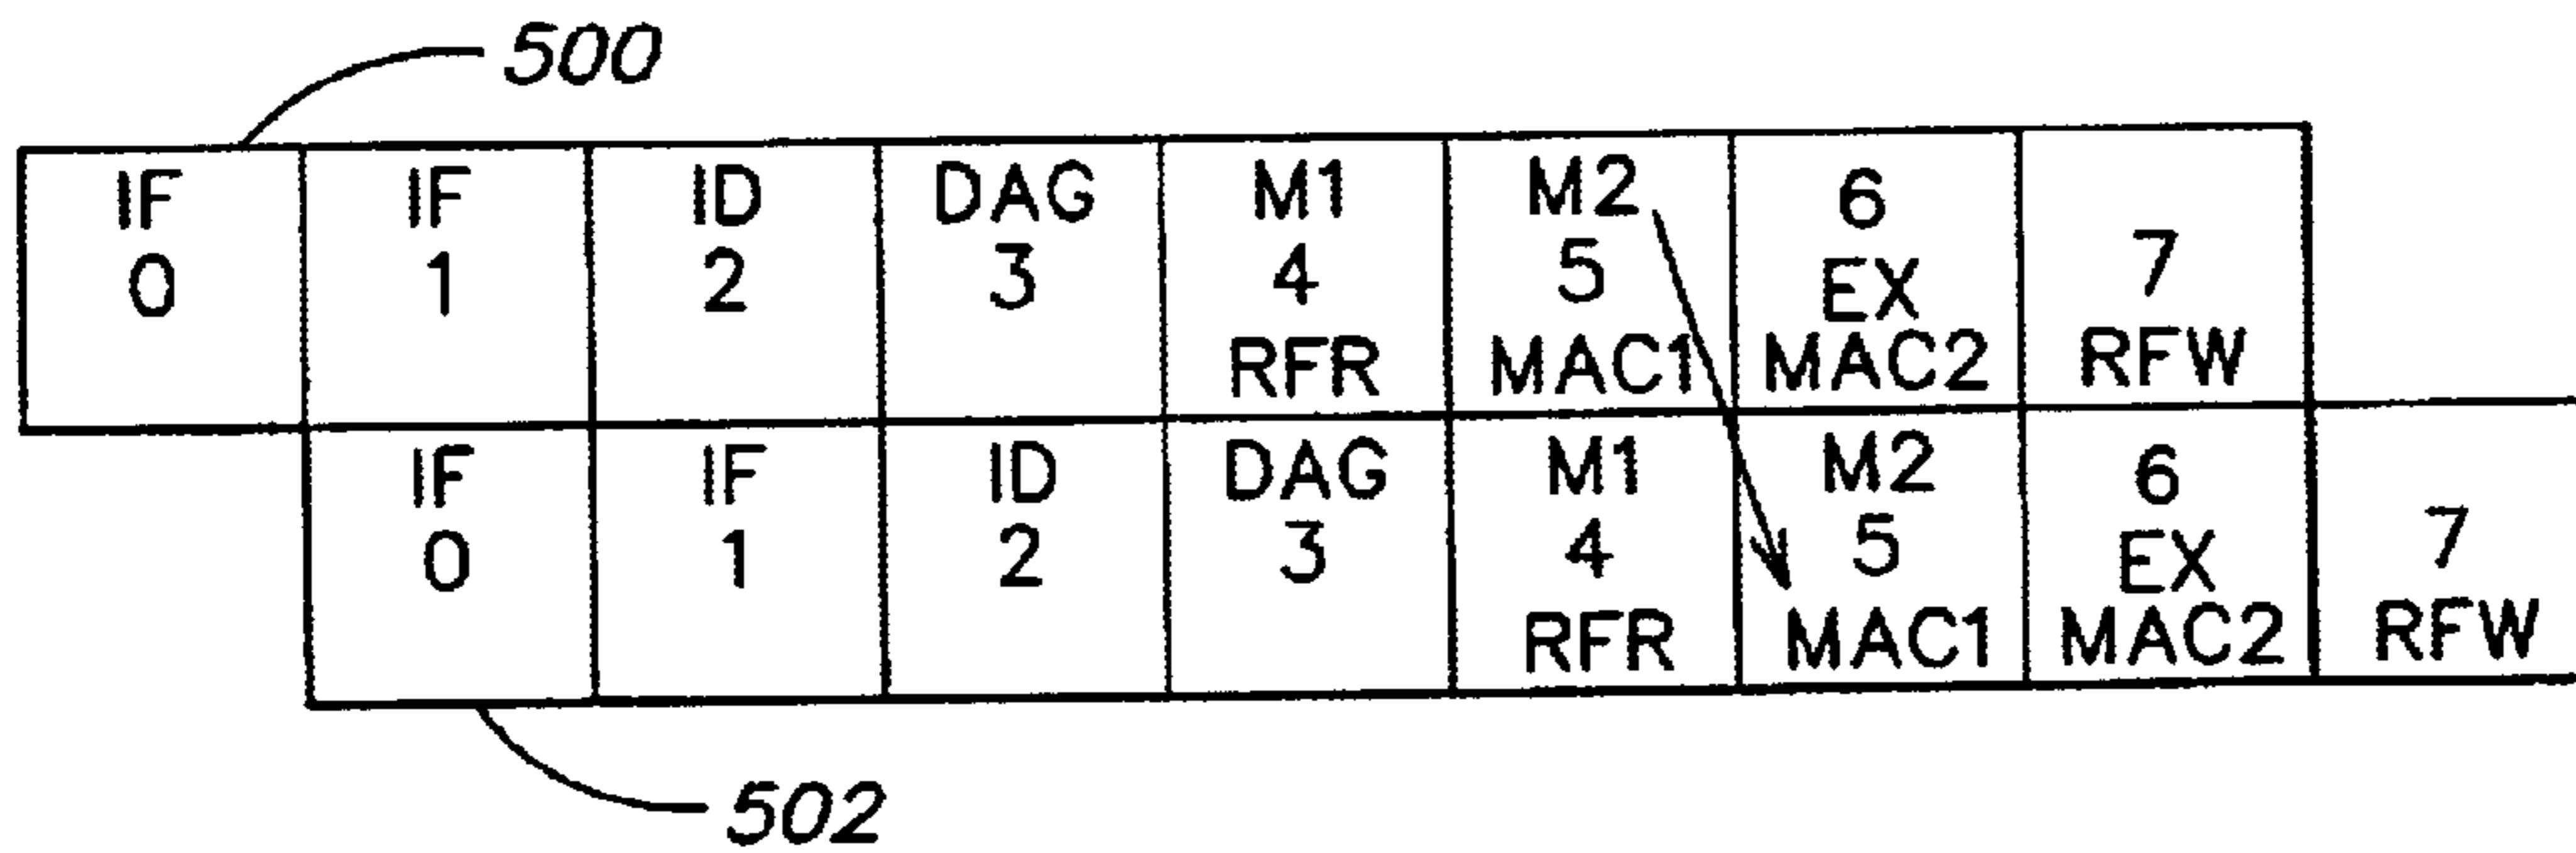 500
IF IF ID DAG M1 M2 6
0 1 2 3 4 5 EX 7
RFR MAC1 MAC2 RFW
IF IF ID DAG M1 M2 6
0 1 2 3 4 5 EX 7
RFR MAC1 MAC2 RFW
502